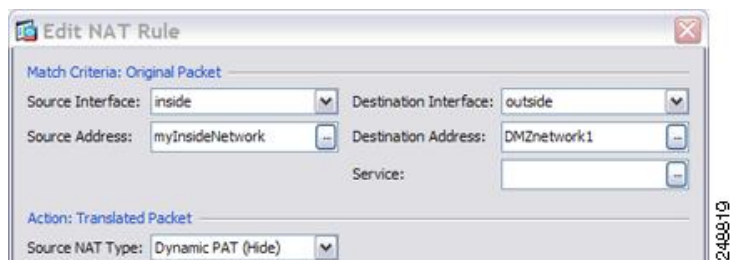 Edit NAT Rule
Match Criteria: Original Packet
Source Interface: inside Destination Interface: outside
Source Address: myInsideNetwork ... Destination Address: DMZnetwork1 ...
Service: ...
Action: Translated Packet
Source NAT Type: Dynamic PAT (Hide)
248819